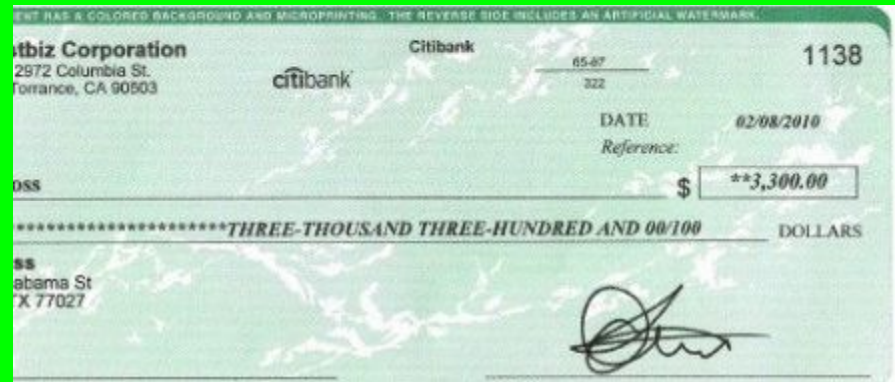 ENT HAS A COLORED BACKGROUND AND MICROPRINTING. THE REVERSE SIDE INCLUDES AN ARTIFICIAL WATERMARK.
stbiz Corporation
2972 Columbia St.
Torrance, CA 90503
citibank
Citibank
65-87
322
1138
DATE 02/08/2010
Reference:
oss
$ **3,300.00
**********************THREE-THOUSAND THREE-HUNDRED AND 00/100 DOLLARS
ss
abama St
TX 77027